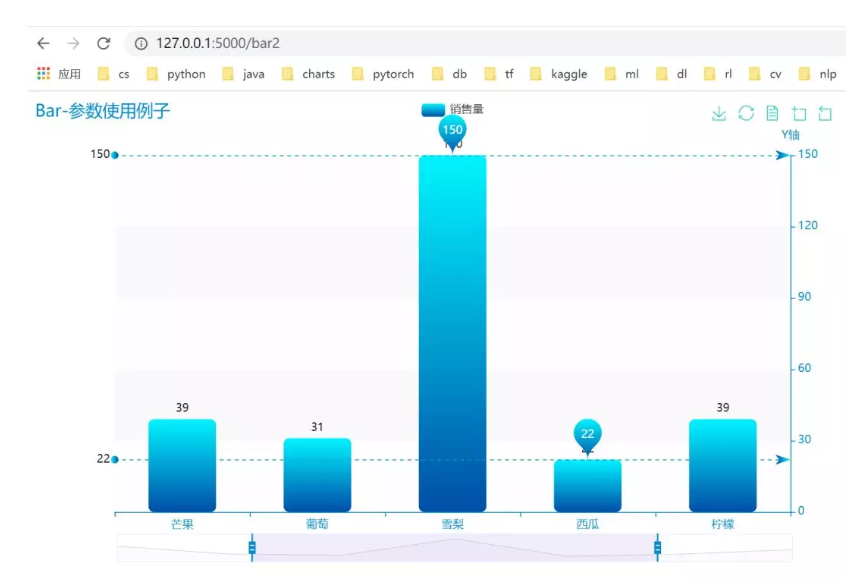 127.0.0.1:5000/bar2
应用 cs python java charts pytorch db tf kaggle ml dl rl cv nlp
Bar-参数使用例子
销售量
Y轴
150
150
150
120
90
60
39
31
39
22
22
30
0
芒果 葡萄 雪梨 西瓜 柠檬